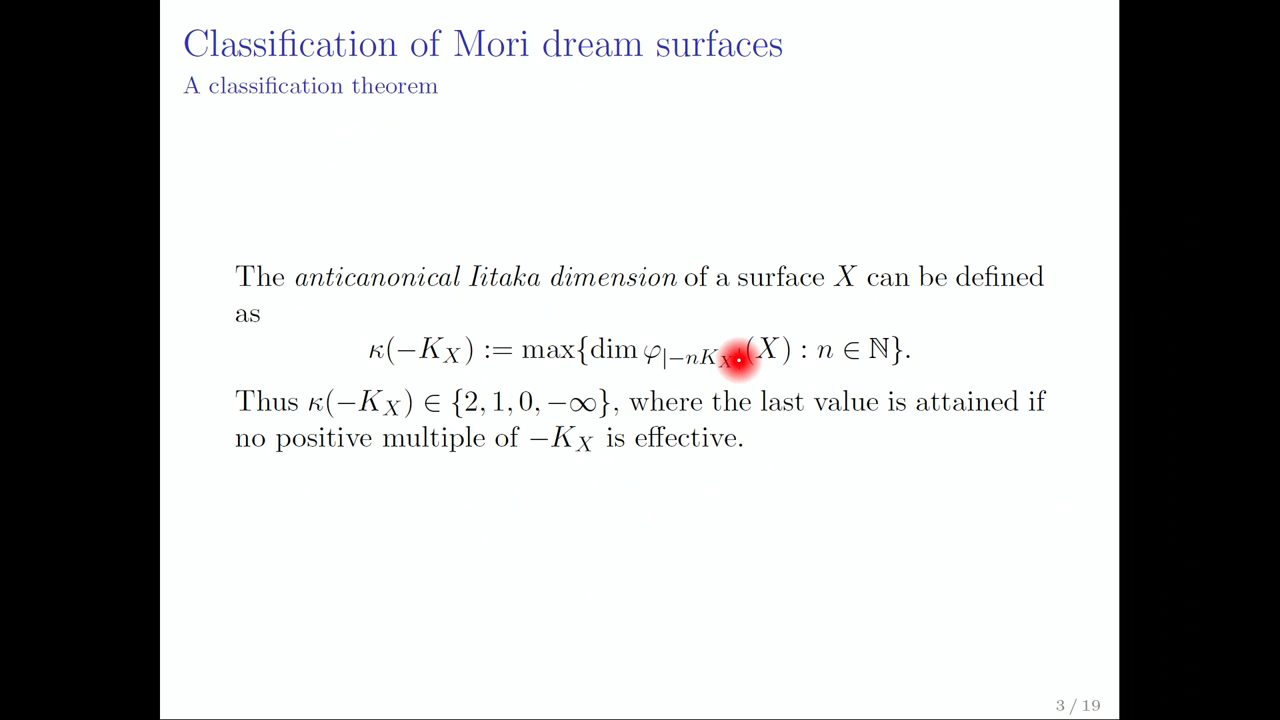 Classification of Mori dream surfaces
A classification theorem
The anticanonical Iitaka dimension of a surface X can be defined
as
κ(−K_X) := max{dim φ_{|−nK_X|}(X) : n ∈ ℕ}.
Thus κ(−K_X) ∈ {2, 1, 0, −∞}, where the last value is attained if
no positive multiple of −K_X is effective.
3 / 19